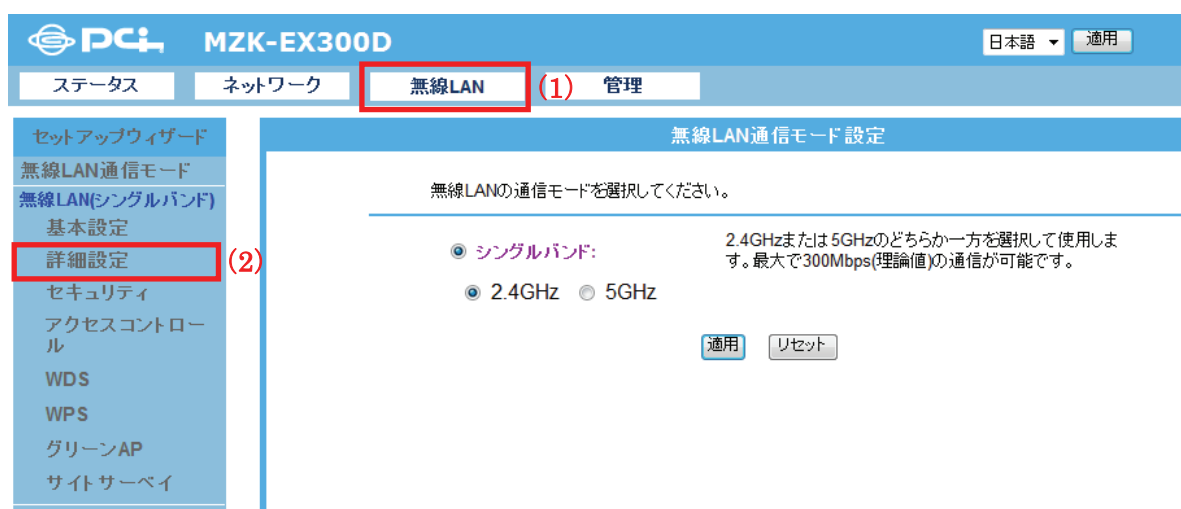 PCi MZK-EX300D 日本語 適用
ステータス ネットワーク 無線LAN (1) 管理
セットアップウィザード
無線LAN通信モード
無線LAN(シングルバンド)
基本設定
詳細設定 (2)
セキュリティ
アクセスコントロー
ル
WDS
WPS
グリーンAP
サイトサーベイ
無線LAN通信モード設定
無線LANの通信モードを選択してください。
シングルバンド:
2.4GHzまたは5GHzのどちらか一方を選択して使用しま
す。最大で300Mbps(理論値)の通信が可能です。
2.4GHz 5GHz
適用 リセット